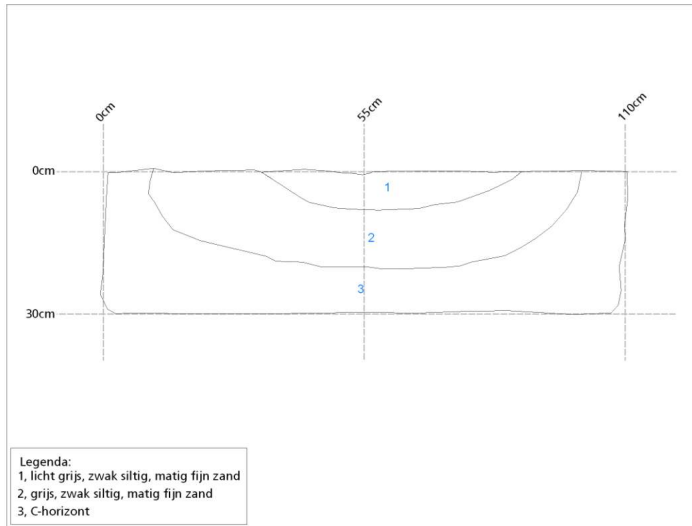 0cm
55cm
110cm
0cm
1
2
3
30cm
Legenda:
1, licht grijs, zwak siltig, matig fijn zand
2, grijs, zwak siltig, matig fijn zand
3, C-horizont